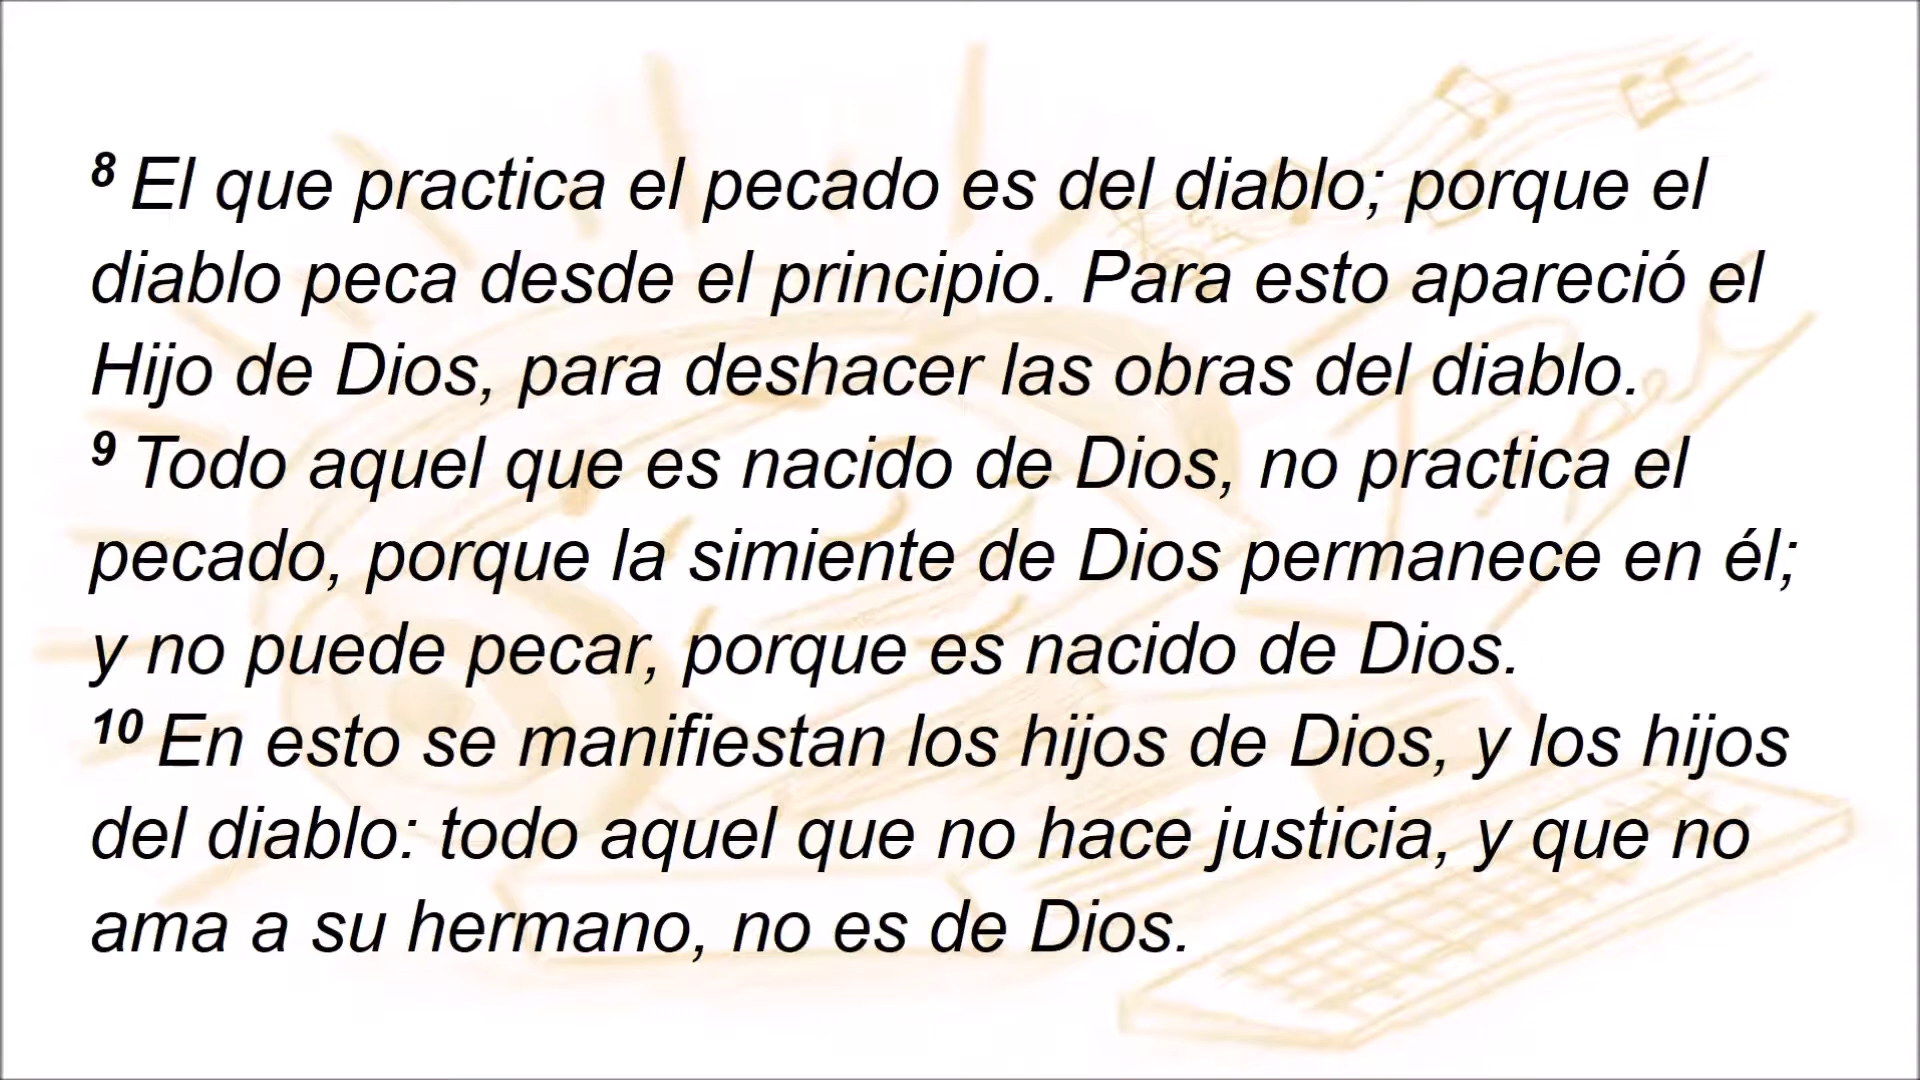 8 El que practica el pecado es del diablo; porque el
diablo peca desde el principio. Para esto apareció el
Hijo de Dios, para deshacer las obras del diablo.
9 Todo aquel que es nacido de Dios, no practica el
pecado, porque la simiente de Dios permanece en él;
y no puede pecar, porque es nacido de Dios.
10 En esto se manifiestan los hijos de Dios, y los hijos
del diablo: todo aquel que no hace justicia, y que no
ama a su hermano, no es de Dios.